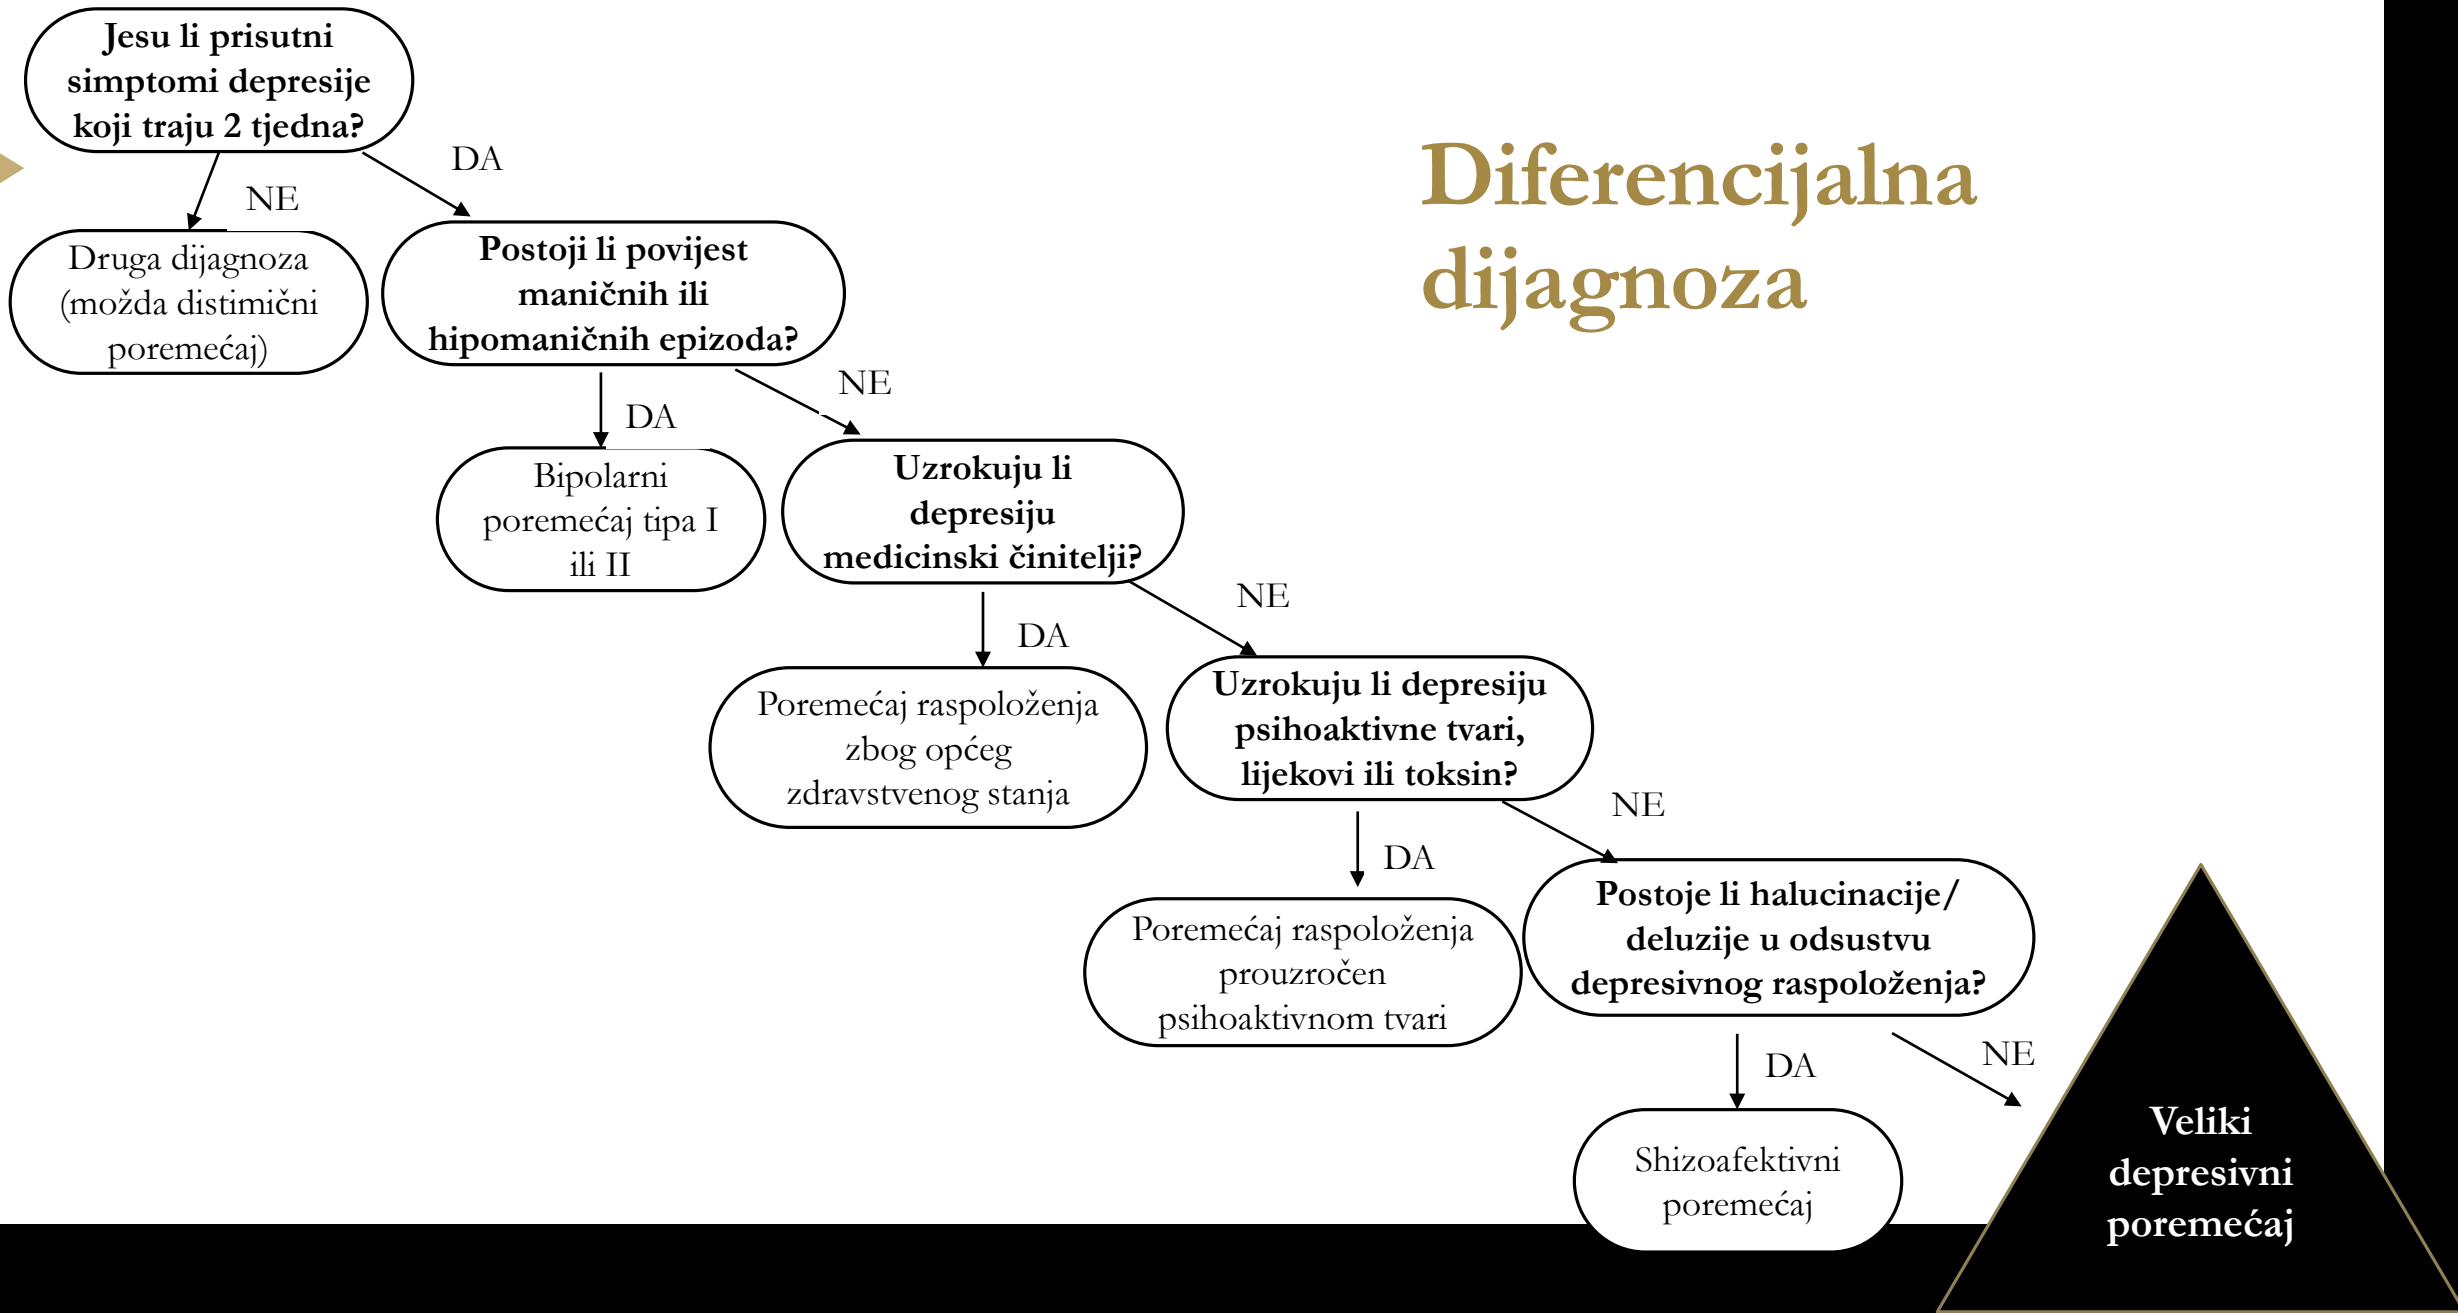 Diferencijalna
dijagnoza
Jesu li prisutni
simptomi depresije
koji traju 2 tjedna?
DA
NE
Druga dijagnoza
(možda distimični
poremećaj)
Postoji li povijest
maničnih ili
hipomaničnih epizoda?
NE
DA
Bipolarni
poremećaj tipa I
ili II
Uzrokuju li
depresiju
medicinski činitelji?
NE
DA
Poremećaj raspoloženja
zbog općeg
zdravstvenog stanja
Uzrokuju li depresiju
psihoaktivne tvari,
lijekovi ili toksin?
NE
DA
Poremećaj raspoloženja
prouzročen
psihoaktivnom tvari
Postoje li halucinacije/
deluzije u odsustvu
depresivnog raspoloženja?
NE
DA
Shizoafektivni
poremećaj
Veliki
depresivni
poremećaj